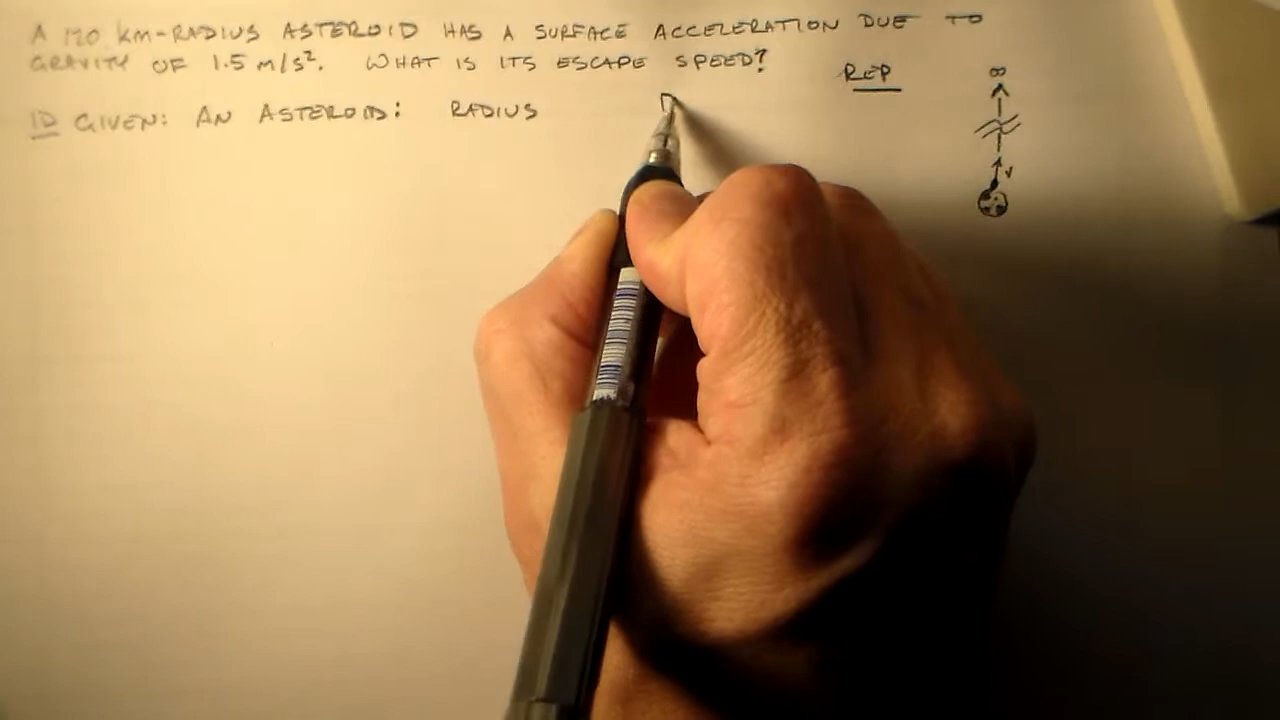 A 120 km-RADIUS ASTEROID HAS A SURFACE ACCELERATION DUE TO
GRAVITY OF 1.5 m/s². WHAT IS ITS ESCAPE SPEED?
REP
∞
ID GIVEN: AN ASTEROID: RADIUS
v